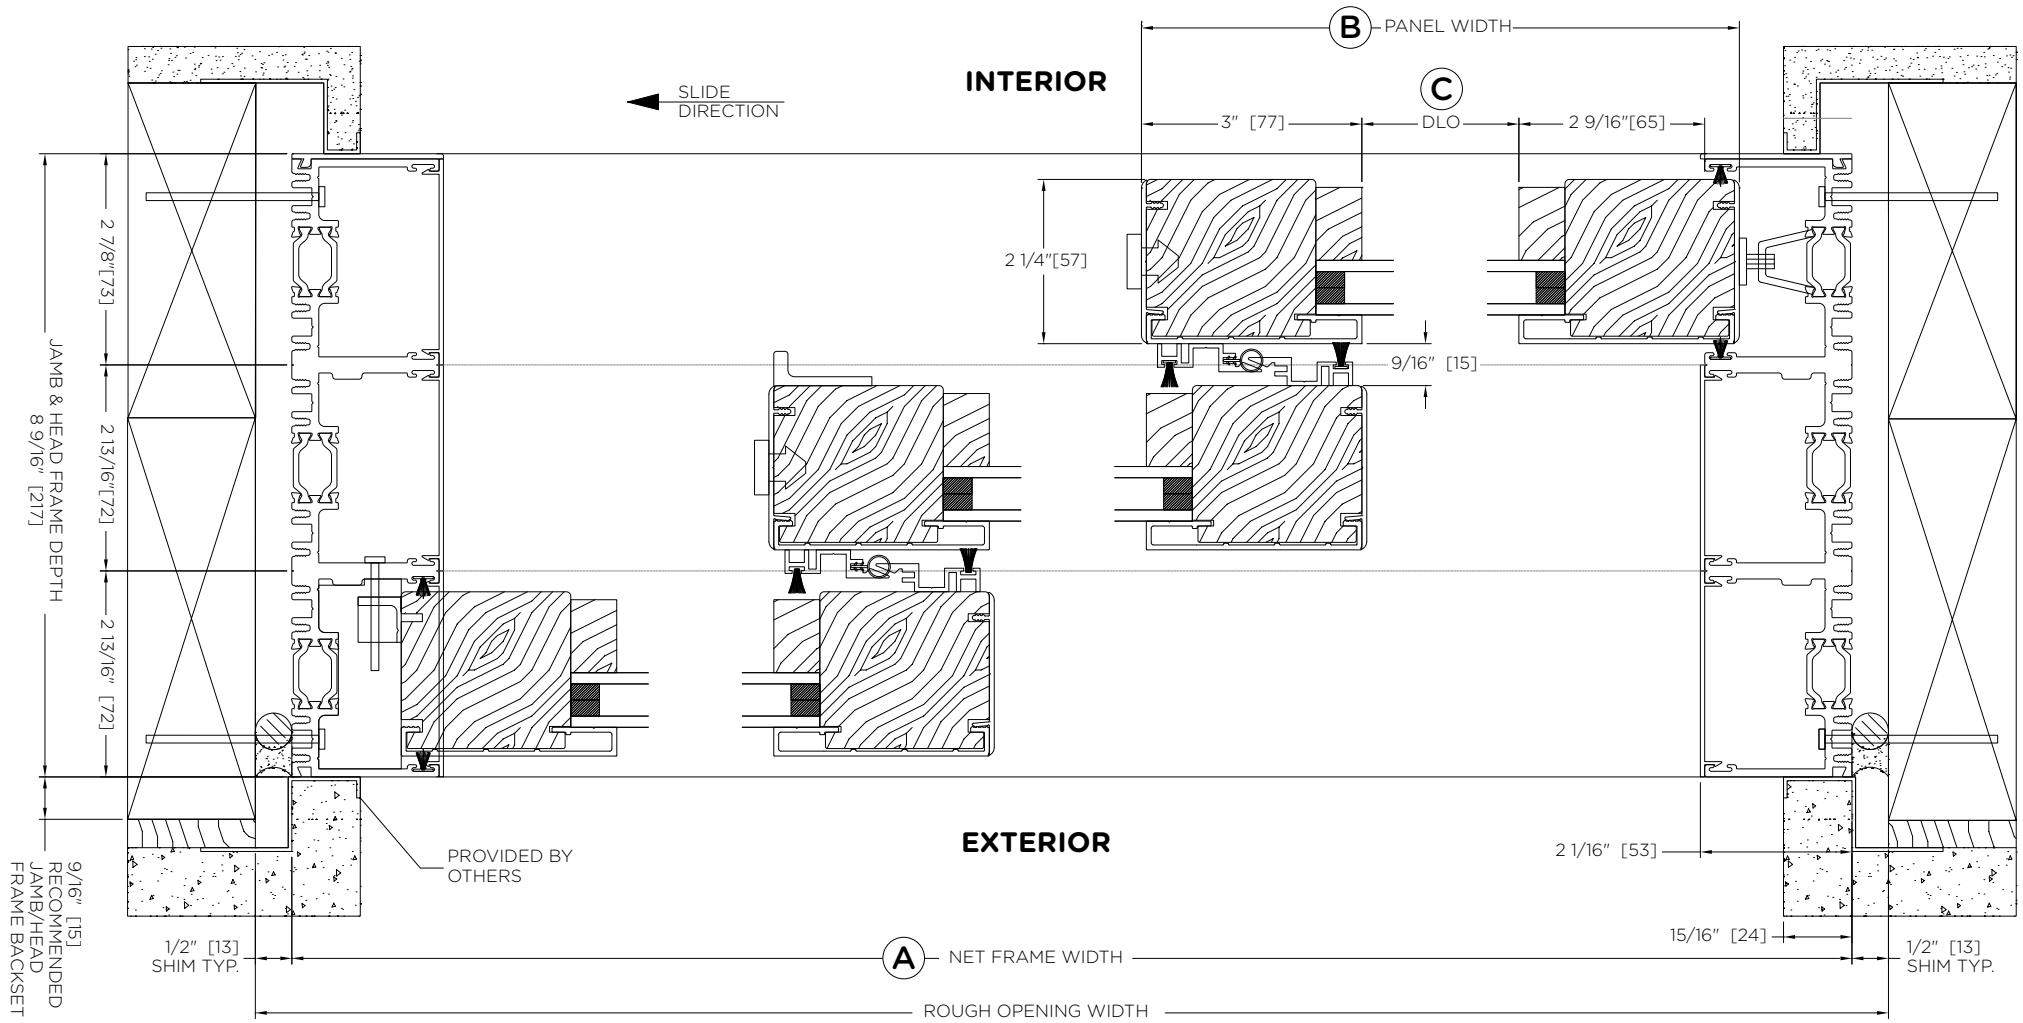 B PANEL WIDTH
INTERIOR
SLIDE
DIRECTION
C
3" [77]
DLO
2 9/16"[65]
2 1/4"[57]
9/16" [15]
2 7/8"[73]
2 13/16"[72]
2 13/16" [72]
JAMB & HEAD FRAME DEPTH
8 9/16" [217]
9/16" [15]
RECOMMENDED
JAMB/HEAD
FRAME BACKSET
PROVIDED BY
OTHERS
EXTERIOR
2 1/16" [53]
15/16" [24]
1/2" [13]
SHIM TYP.
A NET FRAME WIDTH
1/2" [13]
SHIM TYP.
ROUGH OPENING WIDTH